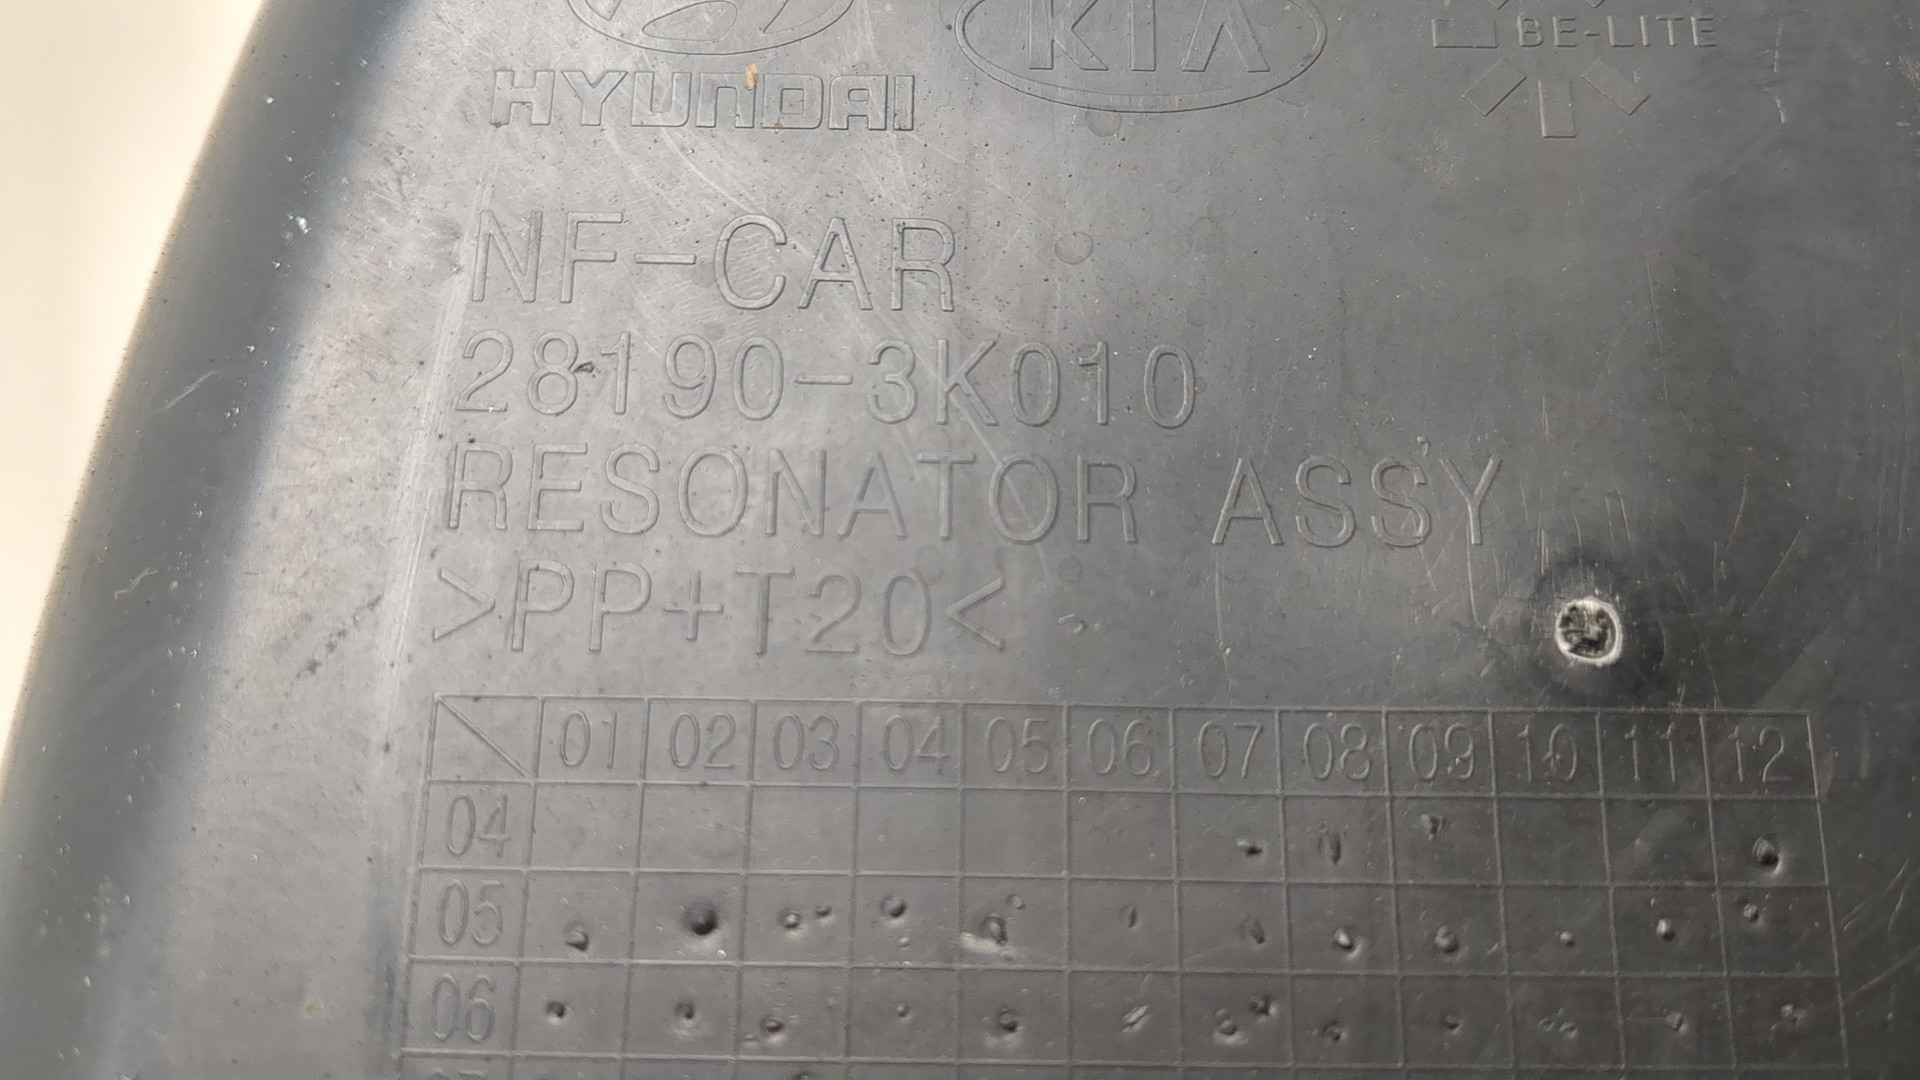 HYUNDAI
KIA
BE-LITE
NF-CAR
28190-3K010
RESONATOR ASSY
>PP+T20<
01 02 03 04 05 06 07 08 09 10 11 12
04
05
06